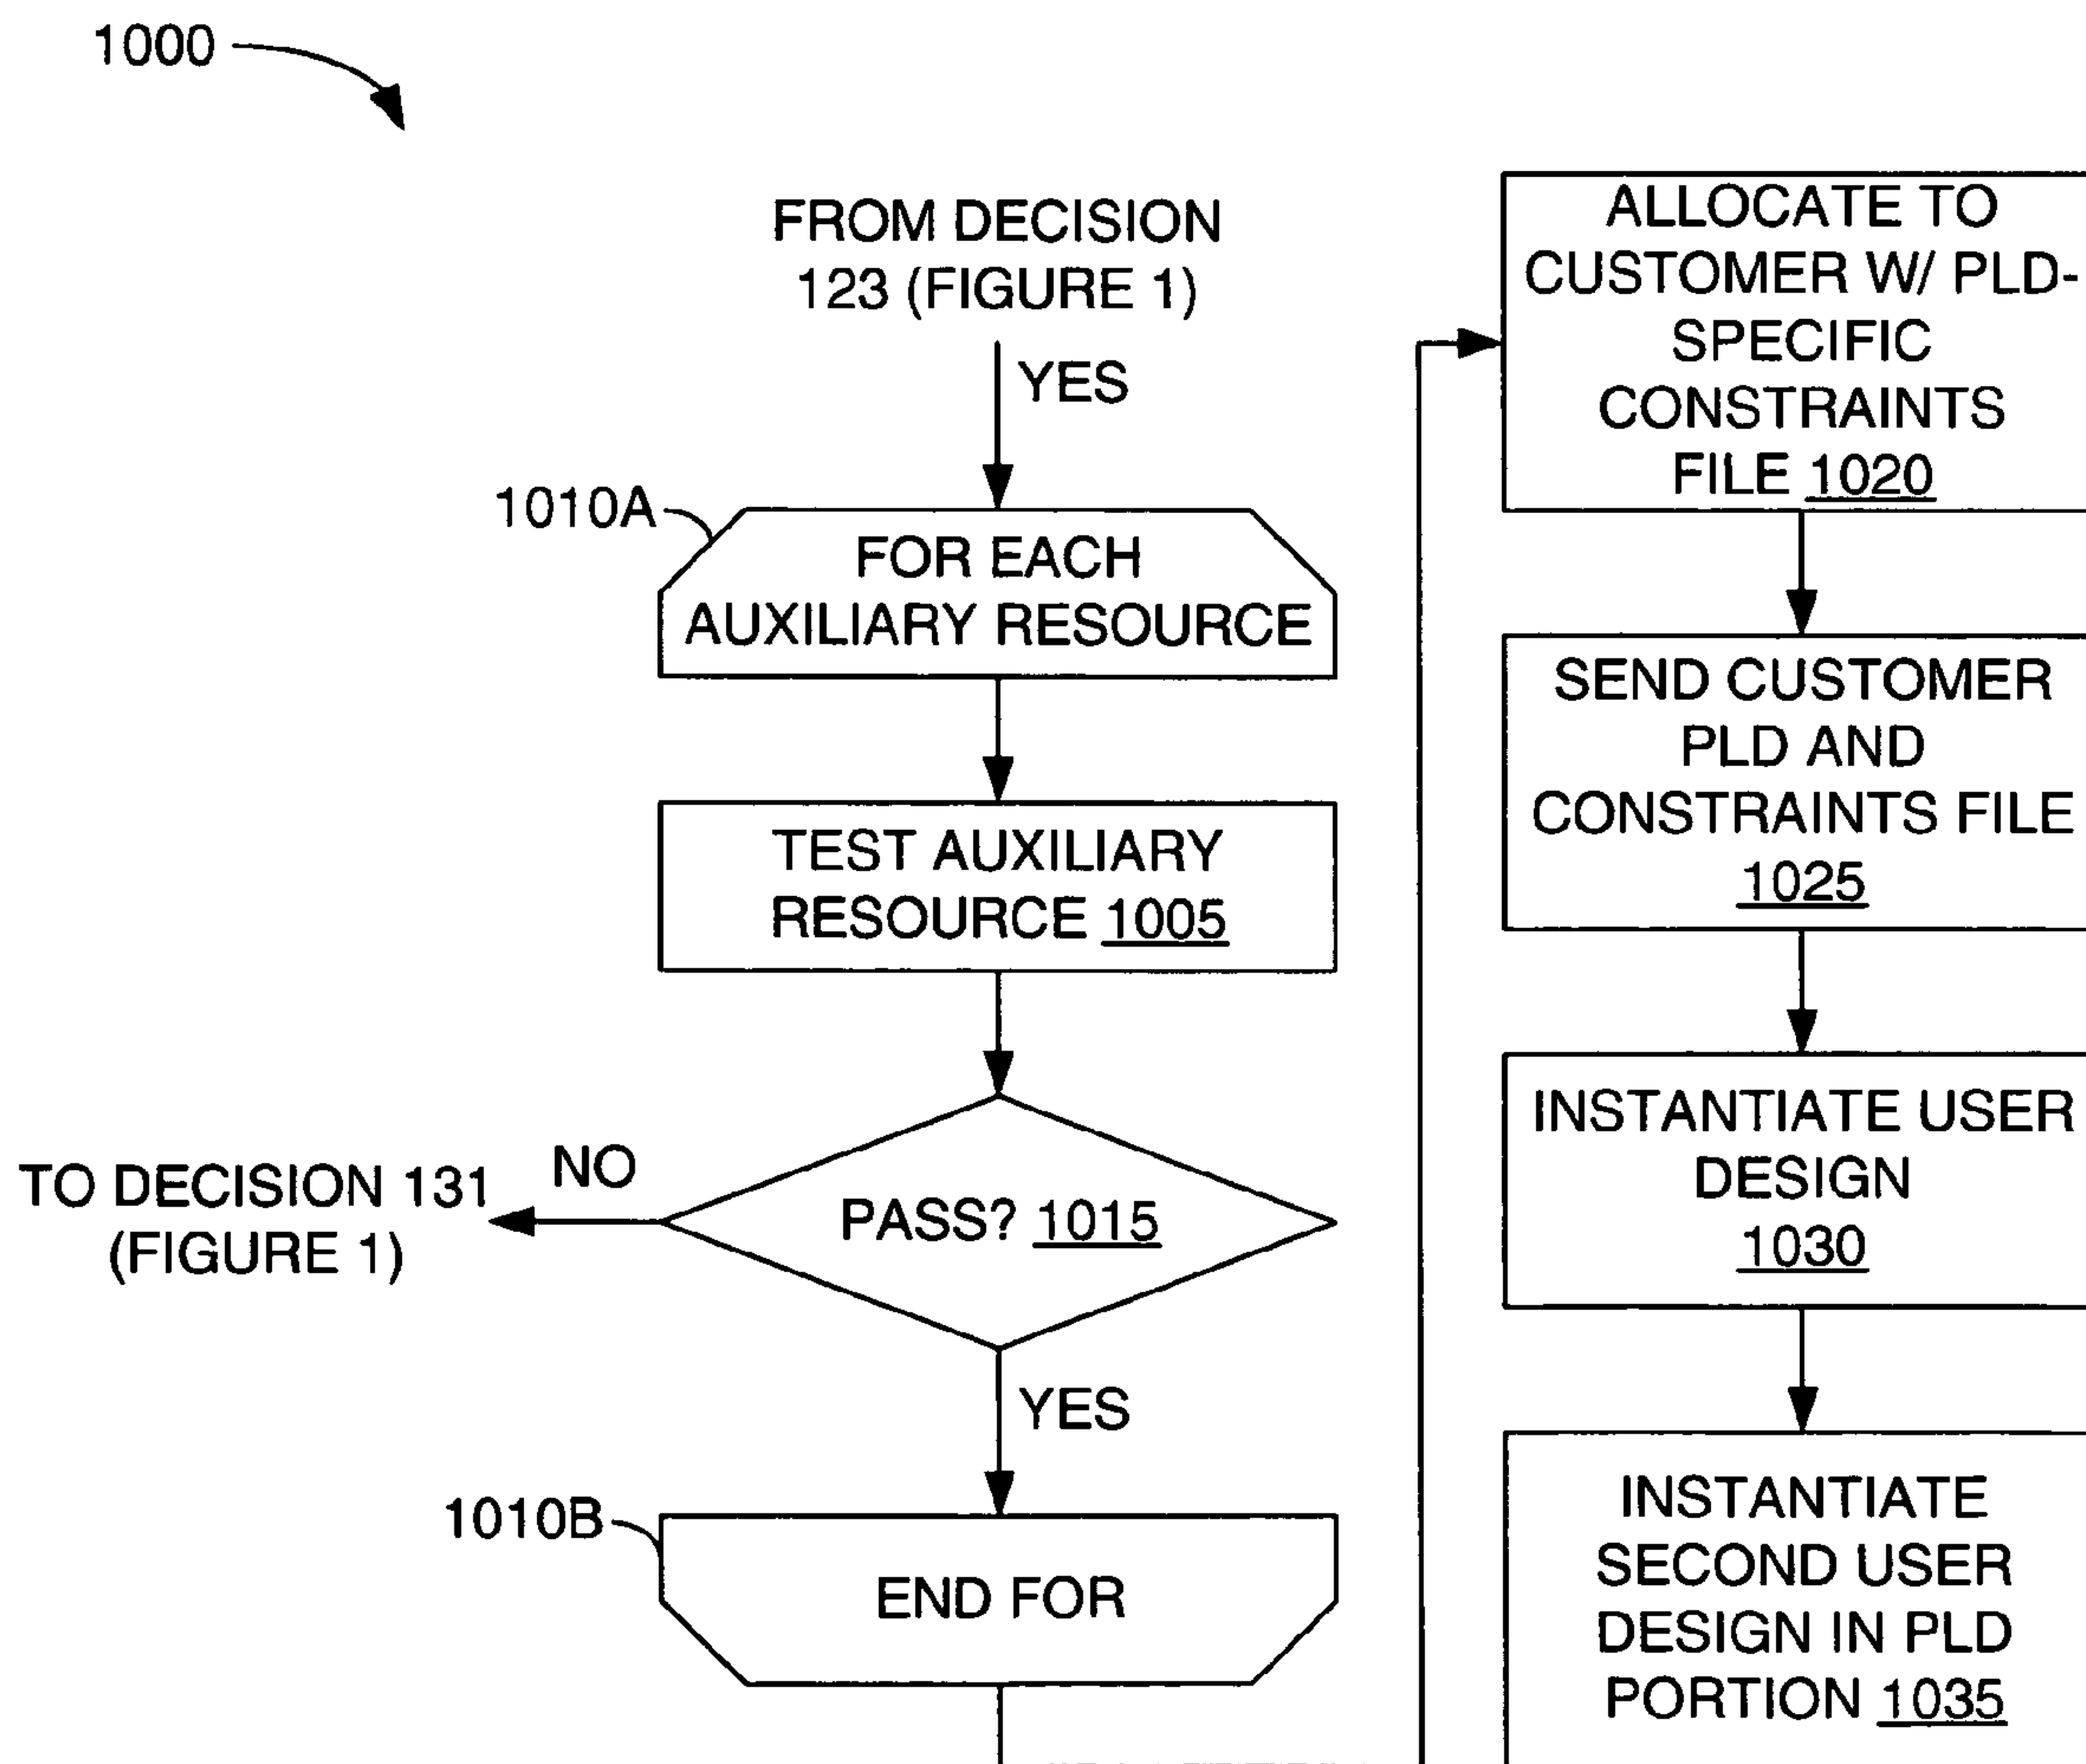 1000
FROM DECISION
123 (FIGURE 1)
YES
1010A
FOR EACH
AUXILIARY RESOURCE
TEST AUXILIARY
RESOURCE 1005
TO DECISION 131
(FIGURE 1)
NO
PASS? 1015
YES
1010B
END FOR
ALLOCATE TO
CUSTOMER W/ PLD-
SPECIFIC
CONSTRAINTS
FILE 1020
SEND CUSTOMER
PLD AND
CONSTRAINTS FILE
1025
INSTANTIATE USER
DESIGN
1030
INSTANTIATE
SECOND USER
DESIGN IN PLD
PORTION 1035